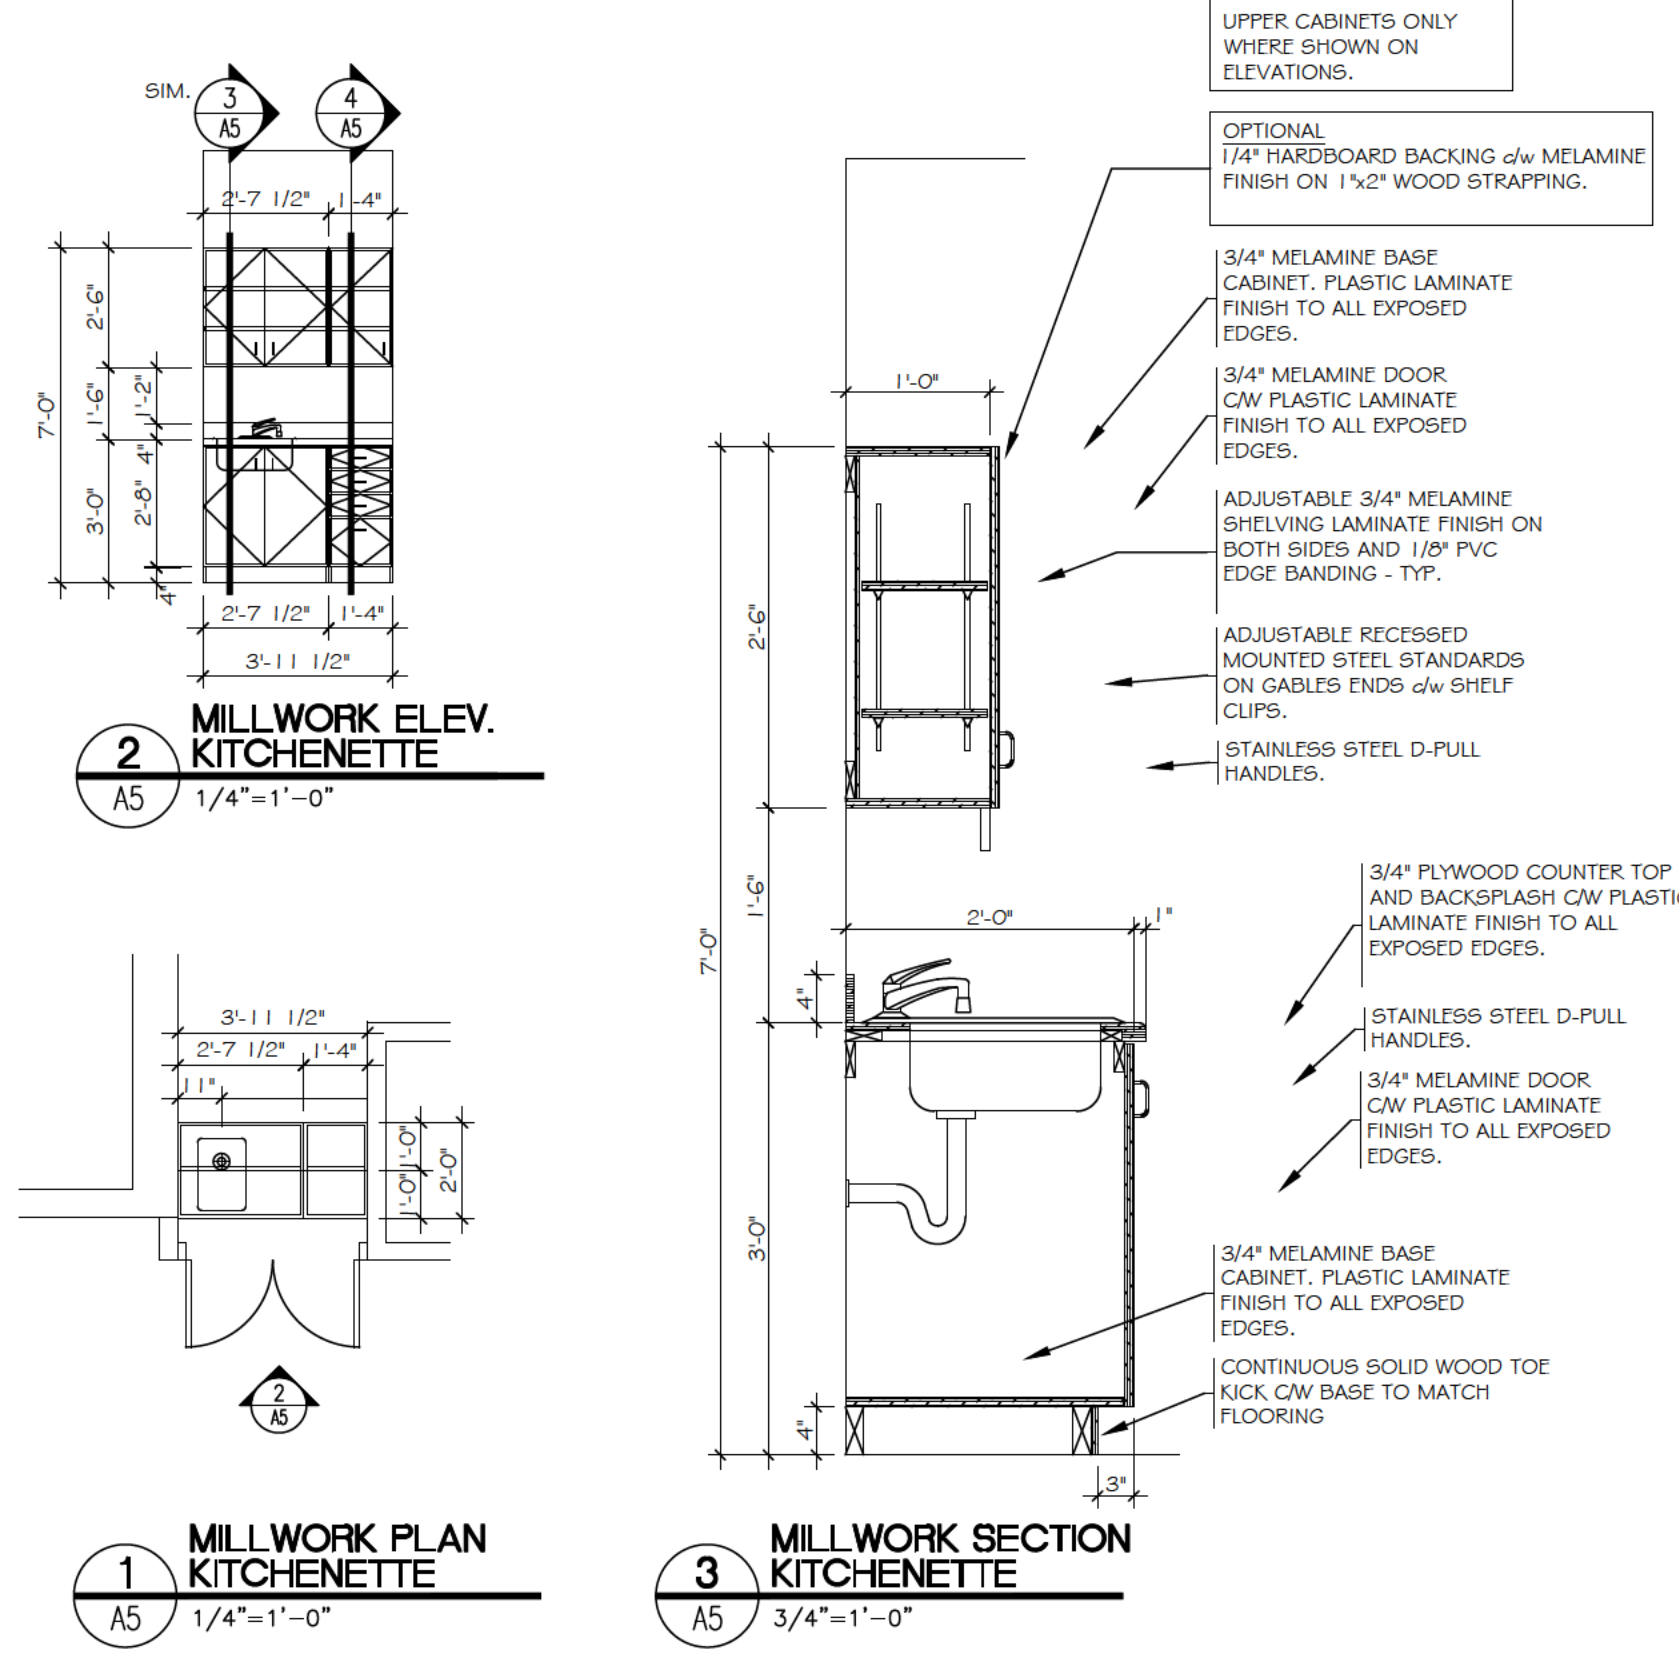 UPPER CABINETS ONLY
WHERE SHOWN ON
ELEVATIONS.
SIM.
3
A5
4
A5
2'-7 1/2"
1'-4"
7'-0"
2'-6"
1'-6"
1'-2"
4"
3'-0"
2'-8"
4"
2'-7 1/2"
1'-4"
3'-11 1/2"
2
A5
MILLWORK ELEV.
KITCHENETTE
1/4"=1'-0"
OPTIONAL
1/4" HARDBOARD BACKING c/w MELAMINE
FINISH ON 1"x2" WOOD STRAPPING.
3/4" MELAMINE BASE
CABINET. PLASTIC LAMINATE
FINISH TO ALL EXPOSED
EDGES.
3/4" MELAMINE DOOR
C/W PLASTIC LAMINATE
FINISH TO ALL EXPOSED
EDGES.
ADJUSTABLE 3/4" MELAMINE
SHELVING LAMINATE FINISH ON
BOTH SIDES AND 1/8" PVC
EDGE BANDING - TYP.
ADJUSTABLE RECESSED
MOUNTED STEEL STANDARDS
ON GABLES ENDS c/w SHELF
CLIPS.
STAINLESS STEEL D-PULL
HANDLES.
3/4" PLYWOOD COUNTER TOP
AND BACKSPLASH C/W PLASTIC
LAMINATE FINISH TO ALL
EXPOSED EDGES.
STAINLESS STEEL D-PULL
HANDLES.
3/4" MELAMINE DOOR
C/W PLASTIC LAMINATE
FINISH TO ALL EXPOSED
EDGES.
3/4" MELAMINE BASE
CABINET. PLASTIC LAMINATE
FINISH TO ALL EXPOSED
EDGES.
CONTINUOUS SOLID WOOD TOE
KICK C/W BASE TO MATCH
FLOORING
1'-0"
2'-6"
1'-6"
7'-0"
2'-0"
1"
4"
3'-0"
4"
3"
3
A5
MILLWORK SECTION
KITCHENETTE
3/4"=1'-0"
3'-11 1/2"
2'-7 1/2"
1'-4"
11"
1'-0"
1'-0"
2'-0"
2
A5
1
A5
MILLWORK PLAN
KITCHENETTE
1/4"=1'-0"